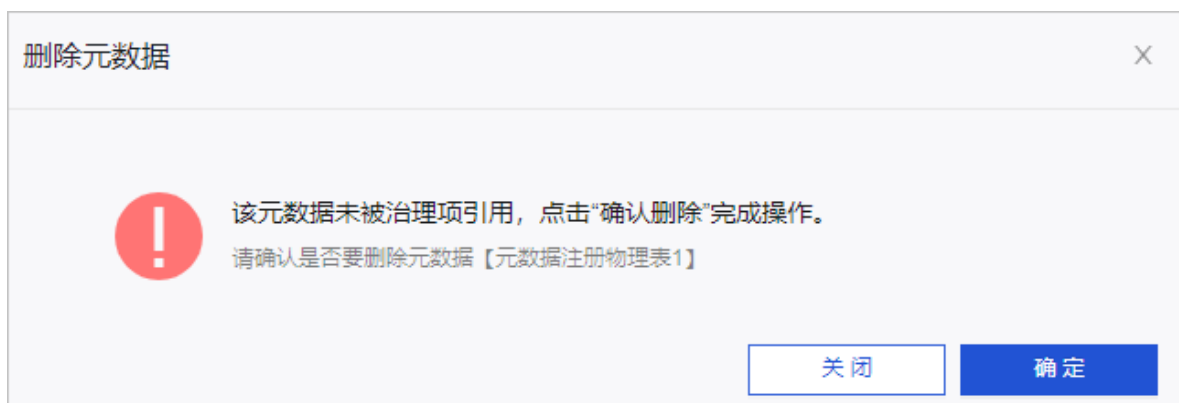 删除元数据
该元数据未被治理项引用，点击“确认删除”完成操作。
请确认是否要删除元数据【元数据注册物理表1】
关闭
确定